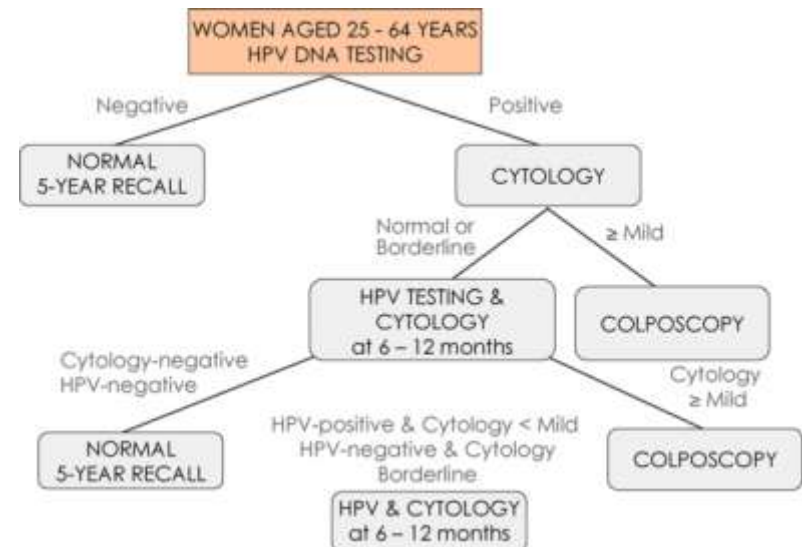 WOMEN AGED 25 - 64 YEARS
HPV DNA TESTING
Negative
Positive
NORMAL
5-YEAR RECALL
CYTOLOGY
Normal or
Borderline
≥ Mild
HPV TESTING &
CYTOLOGY
at 6 – 12 months
COLPOSCOPY
Cytology-negative
HPV-negative
Cytology
≥ Mild
HPV-positive & Cytology < Mild
HPV-negative & Cytology
Borderline
NORMAL
5-YEAR RECALL
COLPOSCOPY
HPV & CYTOLOGY
at 6 – 12 months